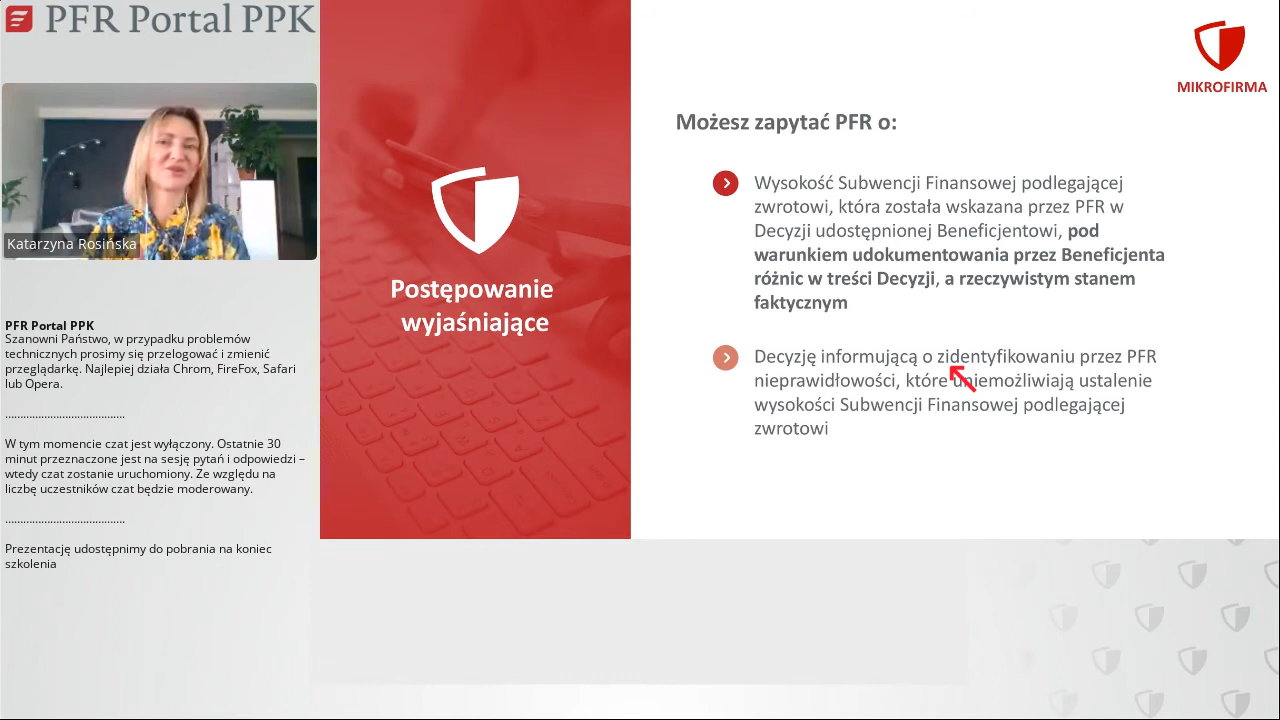 PFR Portal PPK
Katarzyna Rosińska
PFR Portal PPK
Szanowni Państwo, w przypadku problemów
technicznych prosimy się przelogować i zmienić
przeglądarkę. Najlepiej działa Chrom, FireFox, Safari
lub Opera.
........................................
W tym momencie czat jest wyłączony. Ostatnie 30
minut przeznaczone jest na sesję pytań i odpowiedzi –
wtedy czat zostanie uruchomiony. Ze względu na
liczbę uczestników czat będzie moderowany.
........................................
Prezentację udostępnimy do pobrania na koniec
szkolenia
Postępowanie
wyjaśniające
MIKROFIRMA
Możesz zapytać PFR o:
Wysokość Subwencji Finansowej podlegającej
zwrotowi, która została wskazana przez PFR w
Decyzji udostępnionej Beneficjentowi, pod
warunkiem udokumentowania przez Beneficjenta
różnic w treści Decyzji, a rzeczywistym stanem
faktycznym
Decyzję informującą o zidentyfikowaniu przez PFR
nieprawidłowości, które uniemożliwiają ustalenie
wysokości Subwencji Finansowej podlegającej
zwrotowi